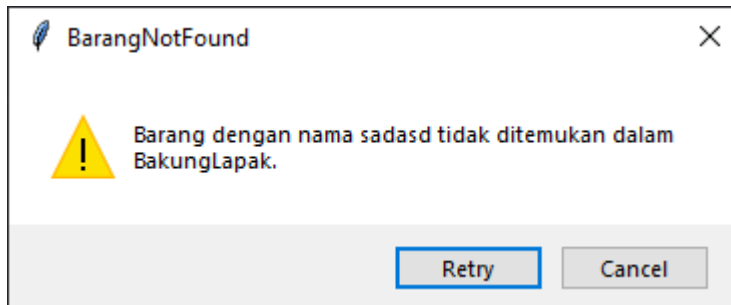 BarangNotFound
Barang dengan nama sadasd tidak ditemukan dalam
BakungLapak.
Retry
Cancel